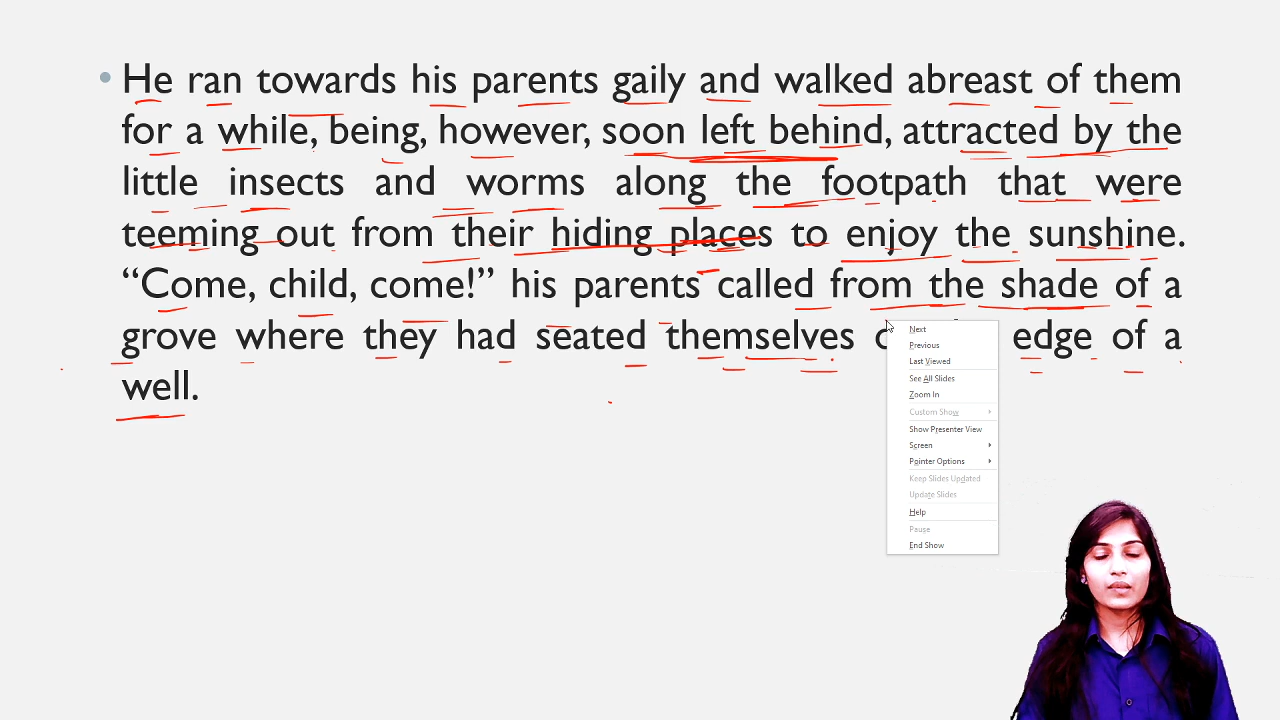 • He ran towards his parents gaily and walked abreast of them
for a while, being, however, soon left behind, attracted by the
little insects and worms along the footpath that were
teeming out from their hiding places to enjoy the sunshine.
“Come, child, come!” his parents called from the shade of a
grove where they had seated themselves edge of a
well.
Next
Previous
Last Viewed
See All Slides
Zoom In
Custom Show
Show Presenter View
Screen
Pointer Options
Keep Slides Updated
Update Slides
Help
Pause
End Show